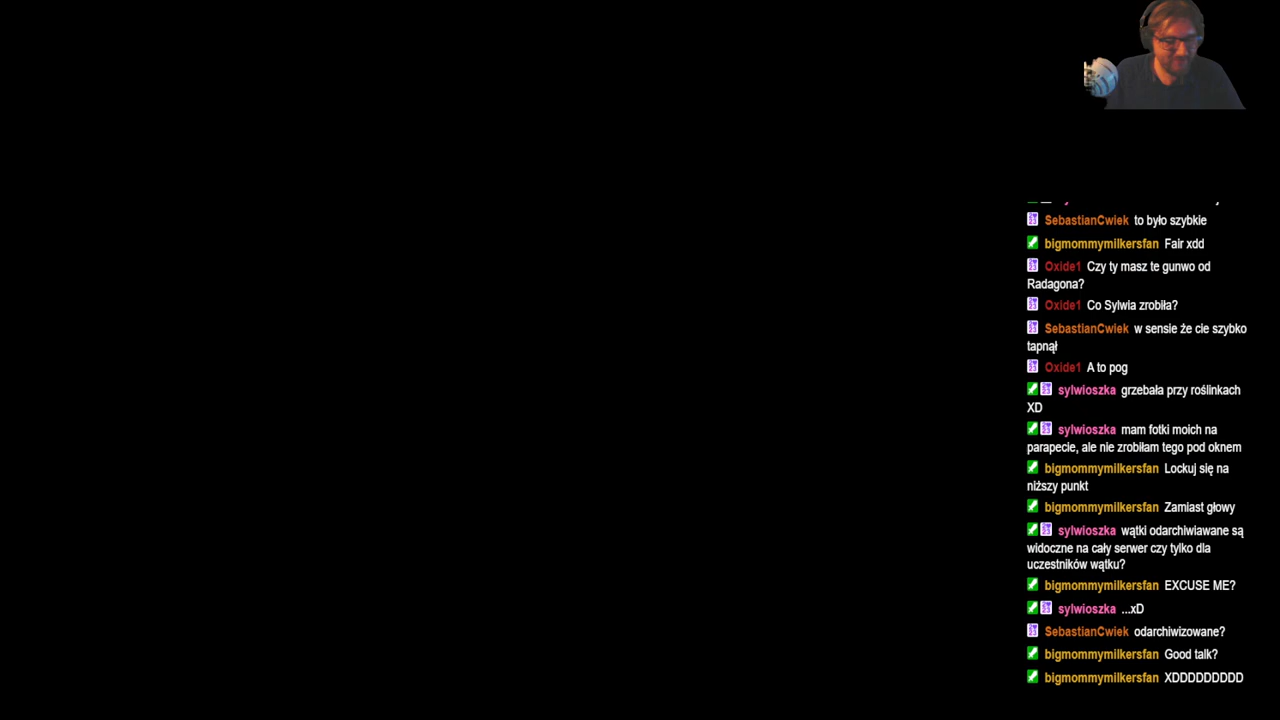 SebastianCwiek to było szybkie
bigmommymilkersfan Fair xdd
Oxide1 Czy ty masz te gunwo od
Radagona?
Oxide1 Co Sylwia zrobiła?
SebastianCwiek w sensie że cie szybko
tapnął
Oxide1 A to pog
sylwioszka grzebała przy roślinkach
XD
sylwioszka mam fotki moich na
parapecie, ale nie zrobiłam tego pod oknem
bigmommymilkersfan Lockuj się na
niższy punkt
bigmommymilkersfan Zamiast głowy
sylwioszka wątki odarchiwiawane są
widoczne na cały serwer czy tylko dla
uczestników wątku?
bigmommymilkersfan EXCUSE ME?
sylwioszka ...xD
SebastianCwiek odarchiwizowane?
bigmommymilkersfan Good talk?
bigmommymilkersfan XDDDDDDDDD